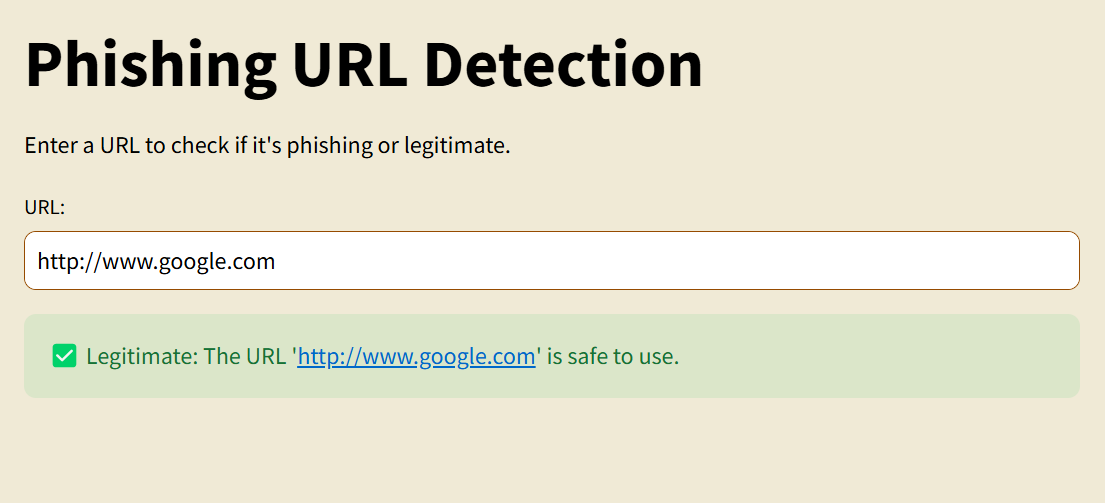 Phishing URL Detection
Enter a URL to check if it's phishing or legitimate.
URL:
http://www.google.com
✅ Legitimate: The URL 'http://www.google.com' is safe to use.